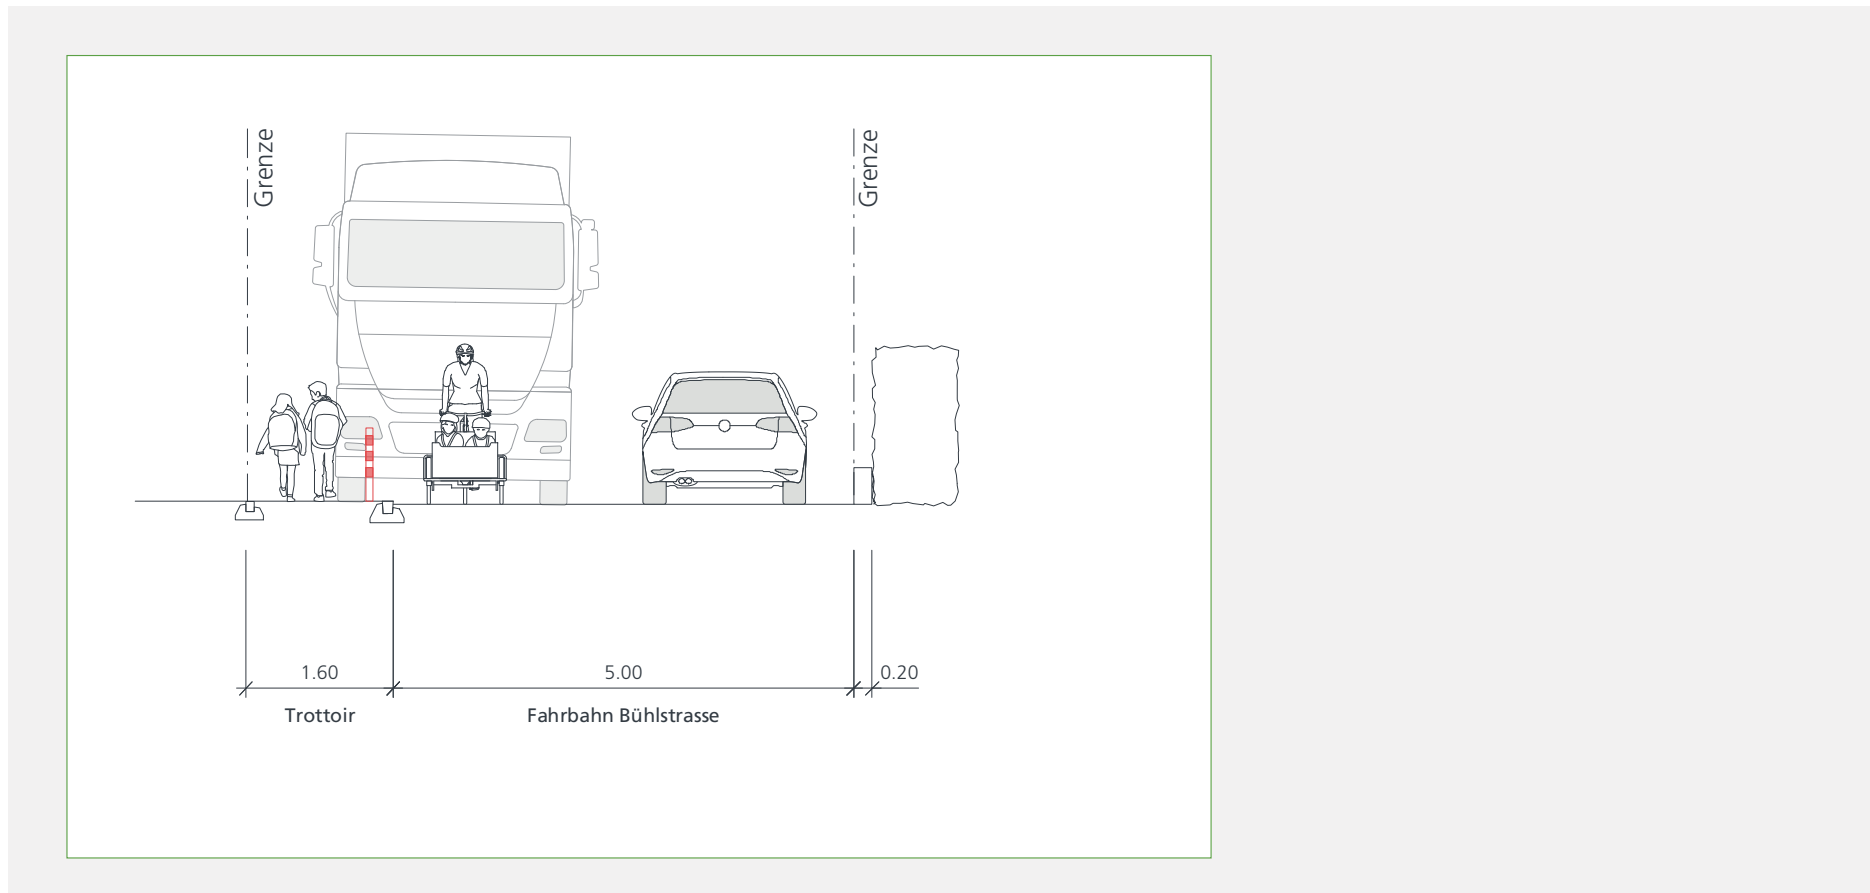 Grenze
Grenze
1.60
5.00
0.20
Trottoir
Fahrbahn Bühlstrasse